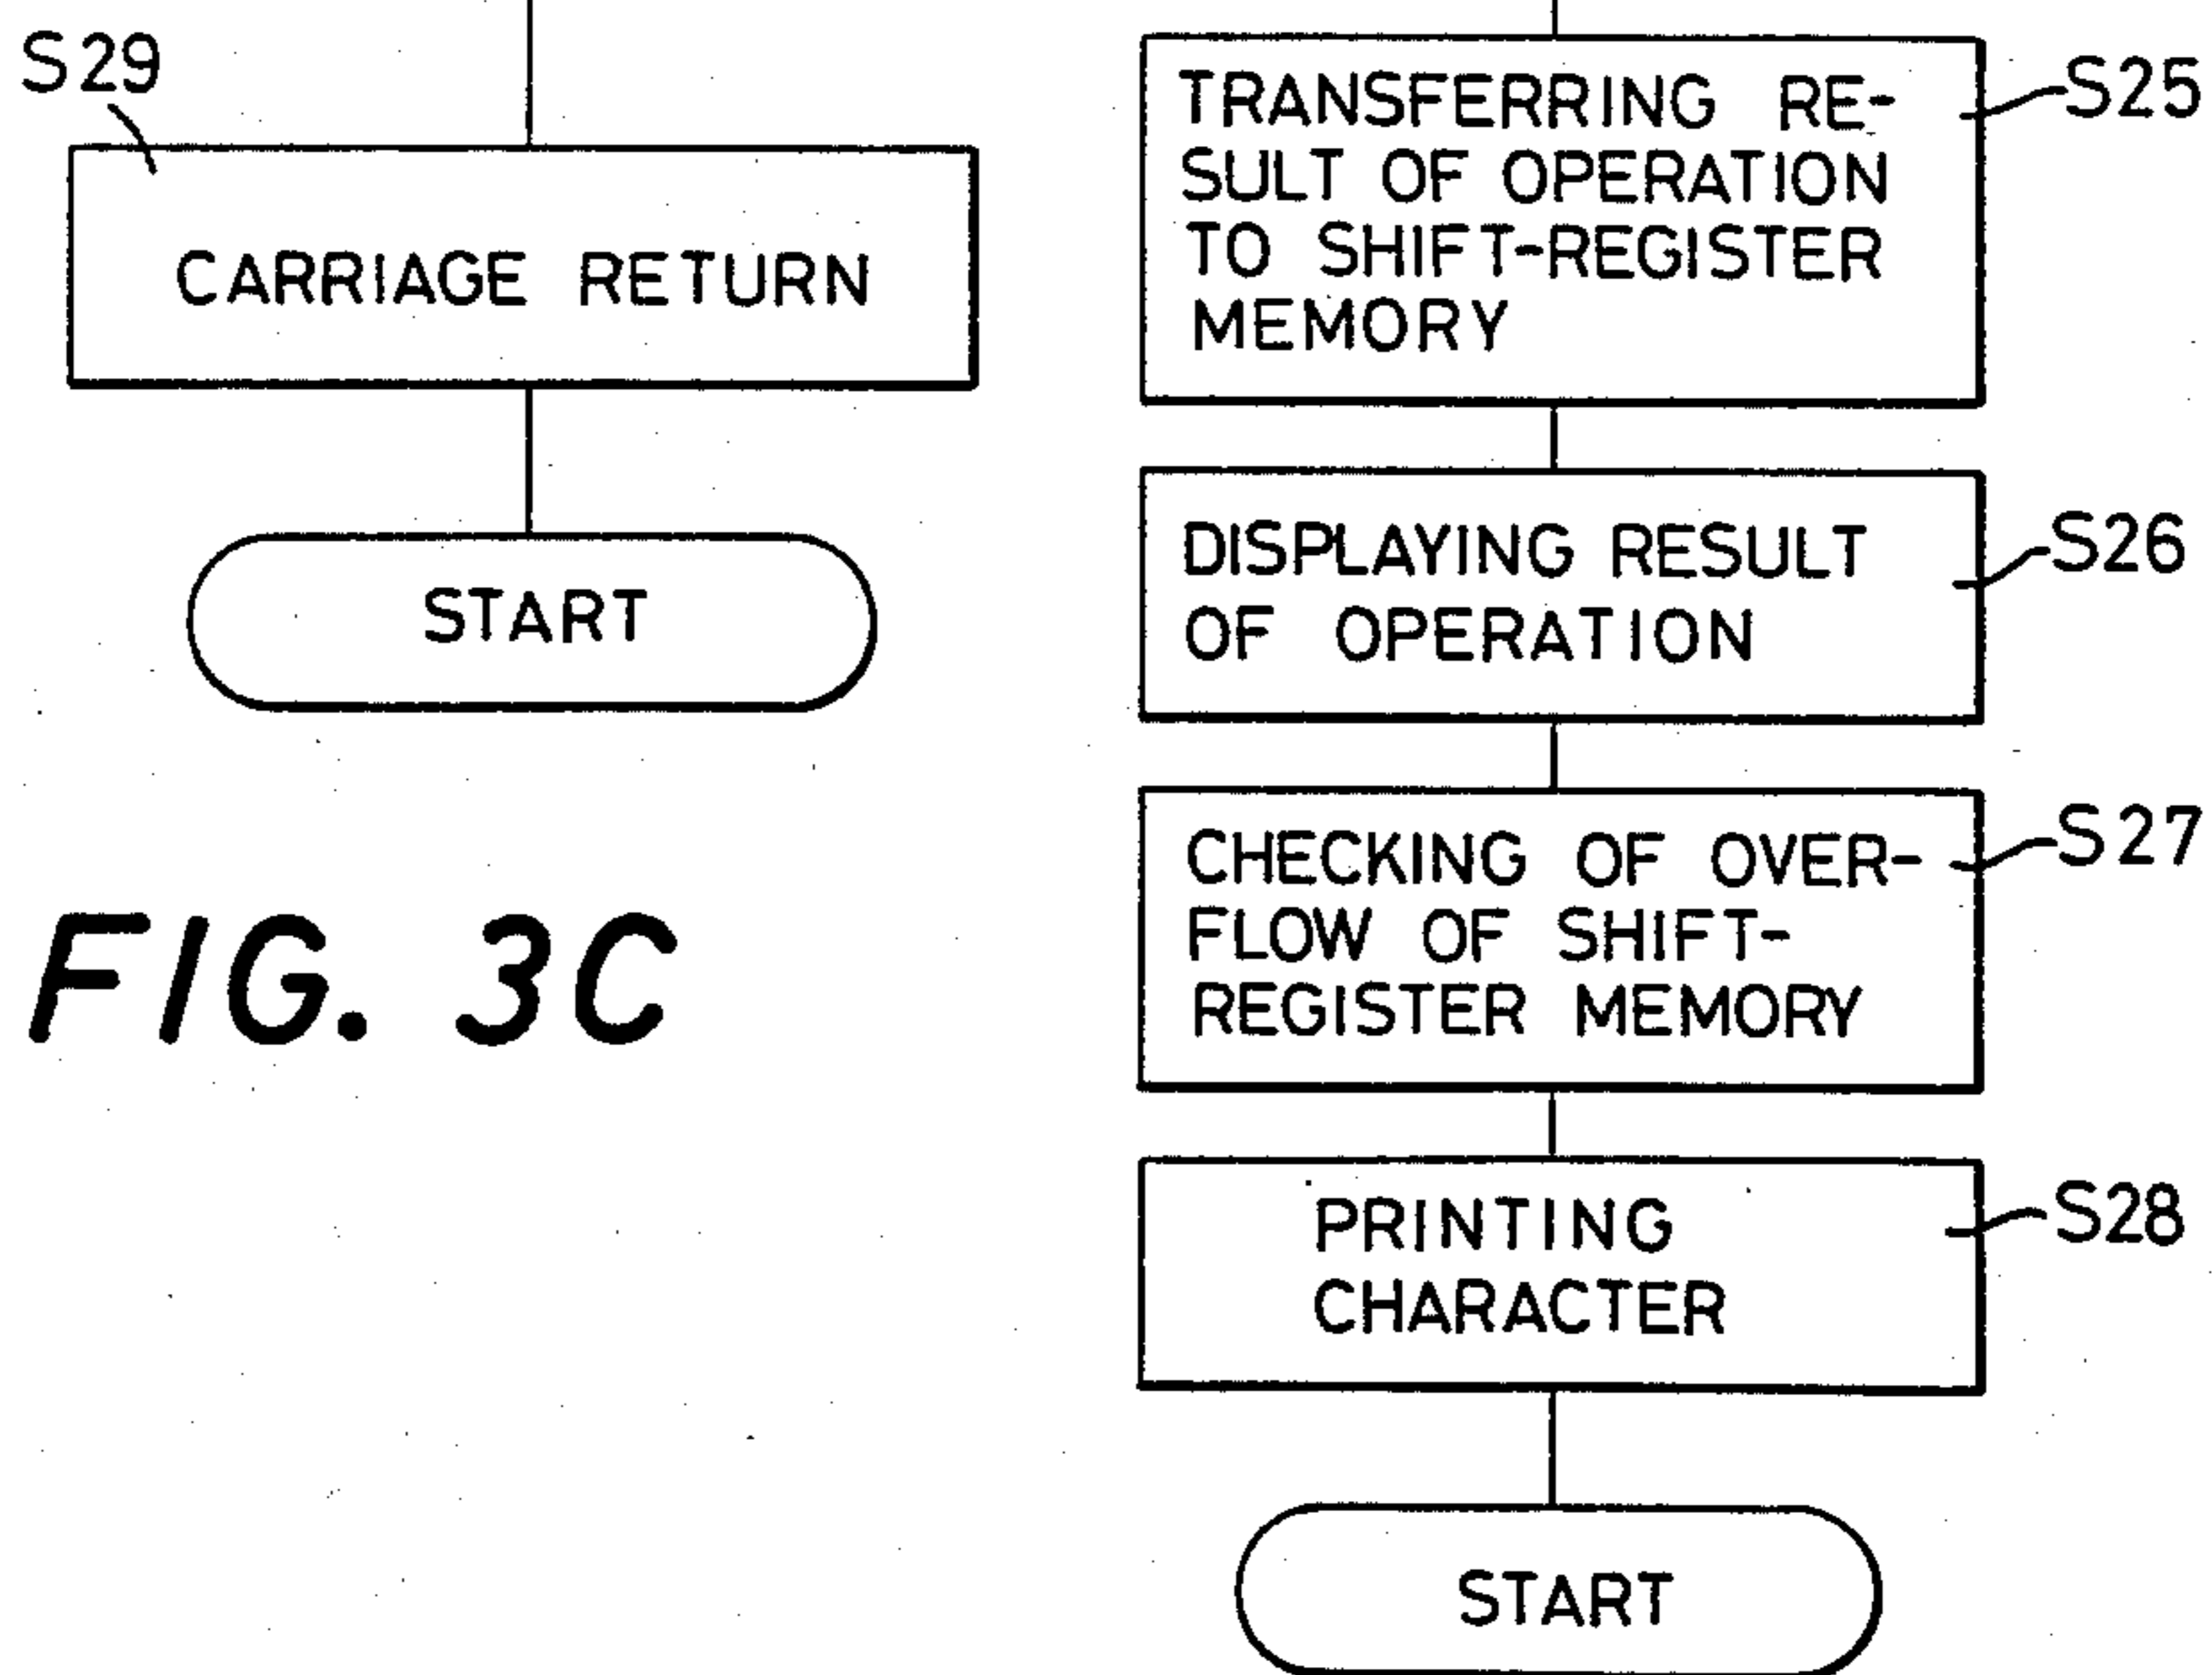 S29
CARRIAGE RETURN
START
FIG. 3C
TRANSFERRING RE-
SULT OF OPERATION
TO SHIFT-REGISTER
MEMORY
S25
DISPLAYING RESULT
OF OPERATION
S26
CHECKING OF OVER-
FLOW OF SHIFT-
REGISTER MEMORY
S27
PRINTING
CHARACTER
S28
START